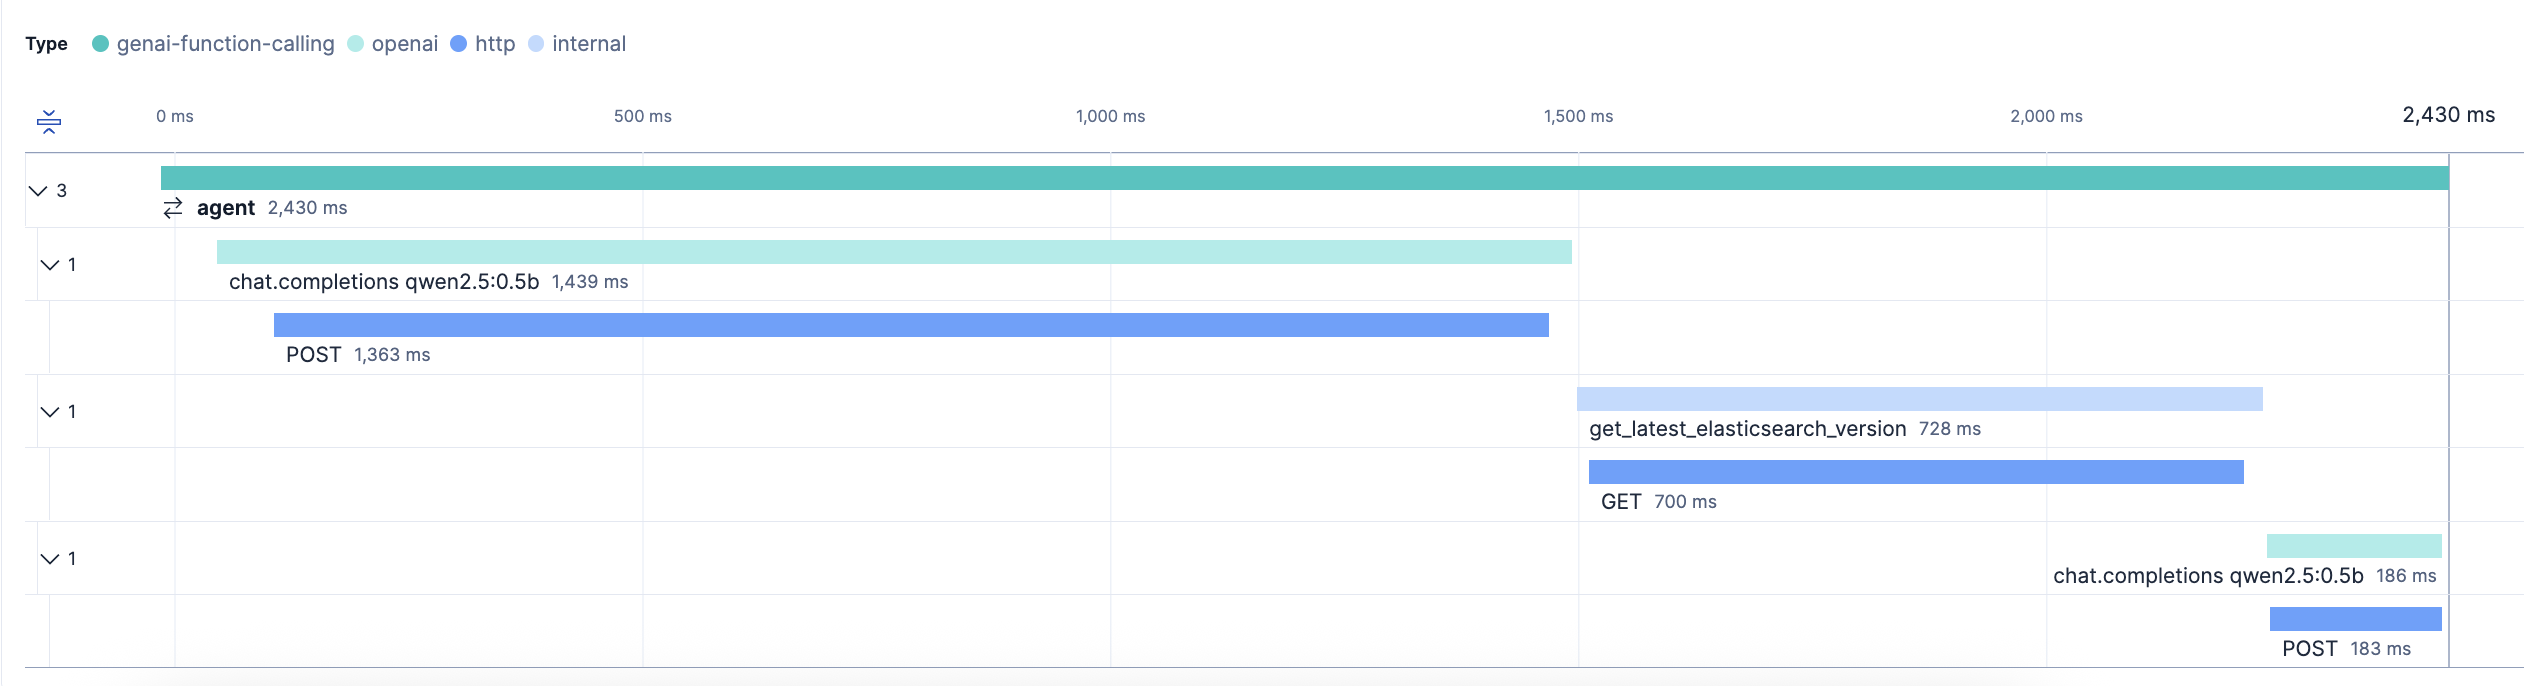 Type genai-function-calling openai http internal
0 ms 500 ms 1,000 ms 1,500 ms 2,000 ms 2,430 ms
3
agent 2,430 ms
1
chat.completions qwen2.5:0.5b 1,439 ms
POST 1,363 ms
1
get_latest_elasticsearch_version 728 ms
GET 700 ms
1
chat.completions qwen2.5:0.5b 186 ms
POST 183 ms